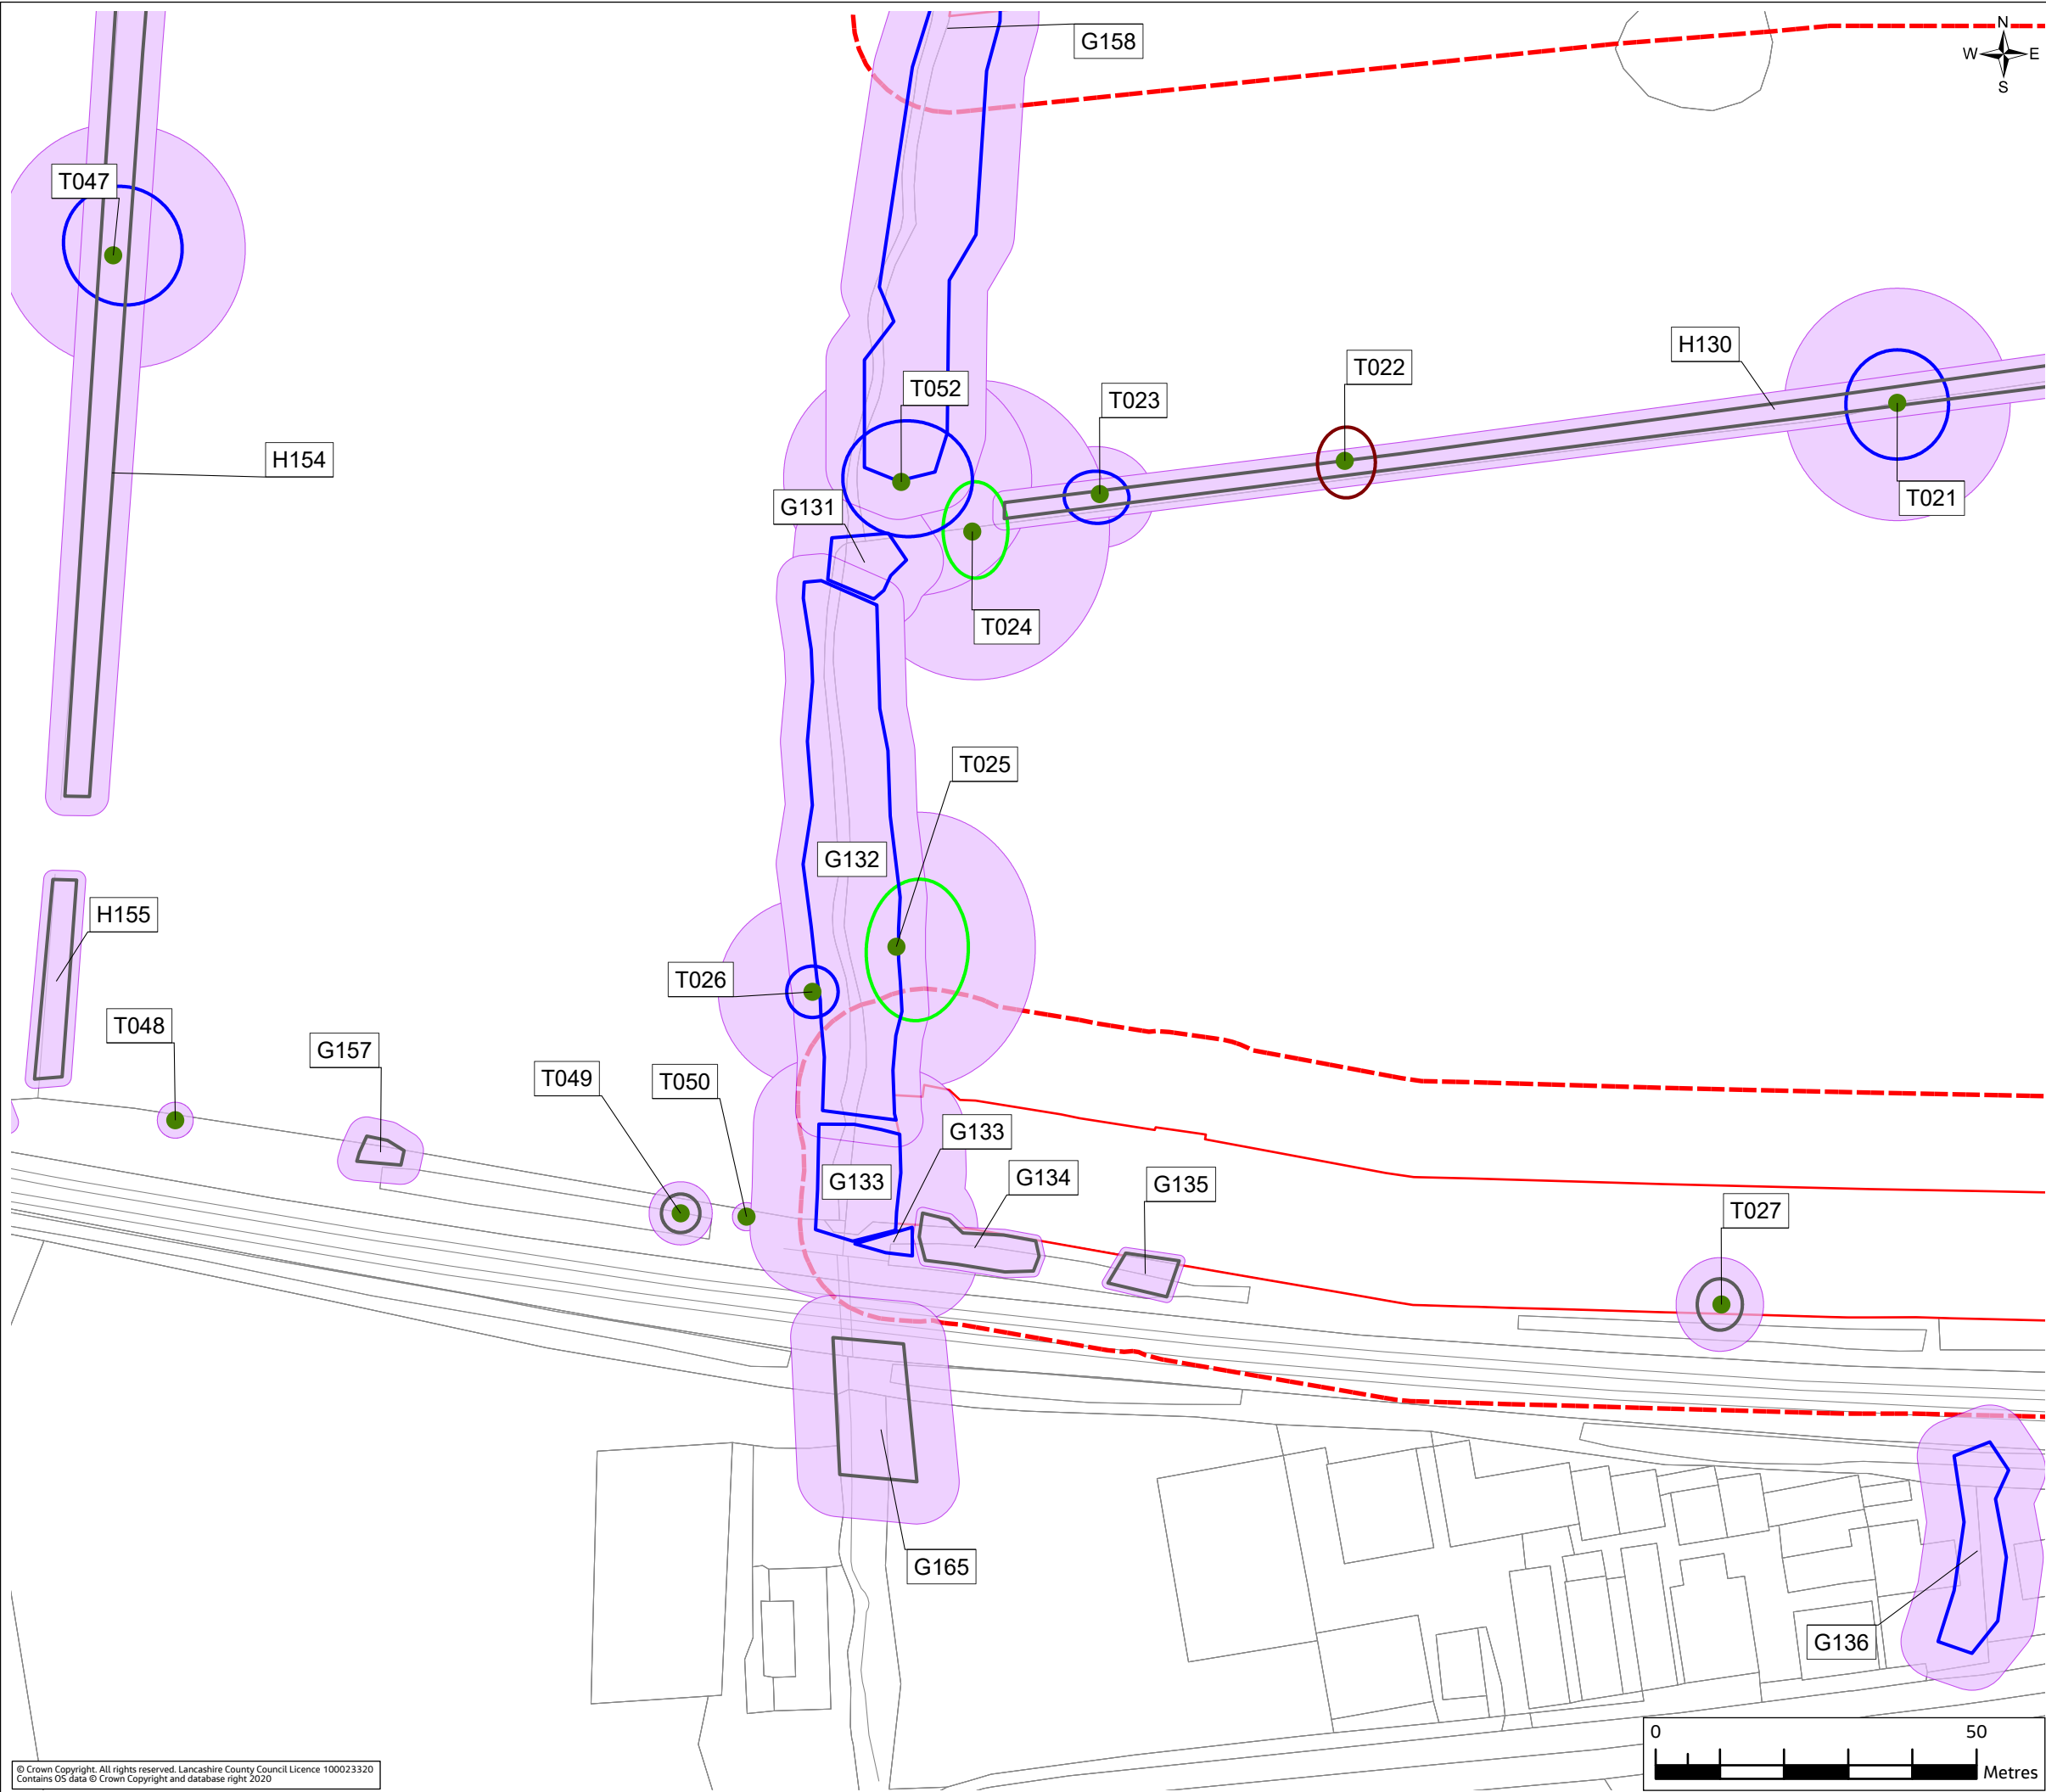 G158
N
W E
S
T047
H130
T022
T023
T052
H154
T021
G131
T024
T025
G132
H155
T026
T048
G157
T049
T050
G133
G133
G134
G135
T027
G165
G136
0 50
Metres
© Crown Copyright. All rights reserved. Lancashire County Council Licence 100023320
Contains OS data © Crown Copyright and database right 2020